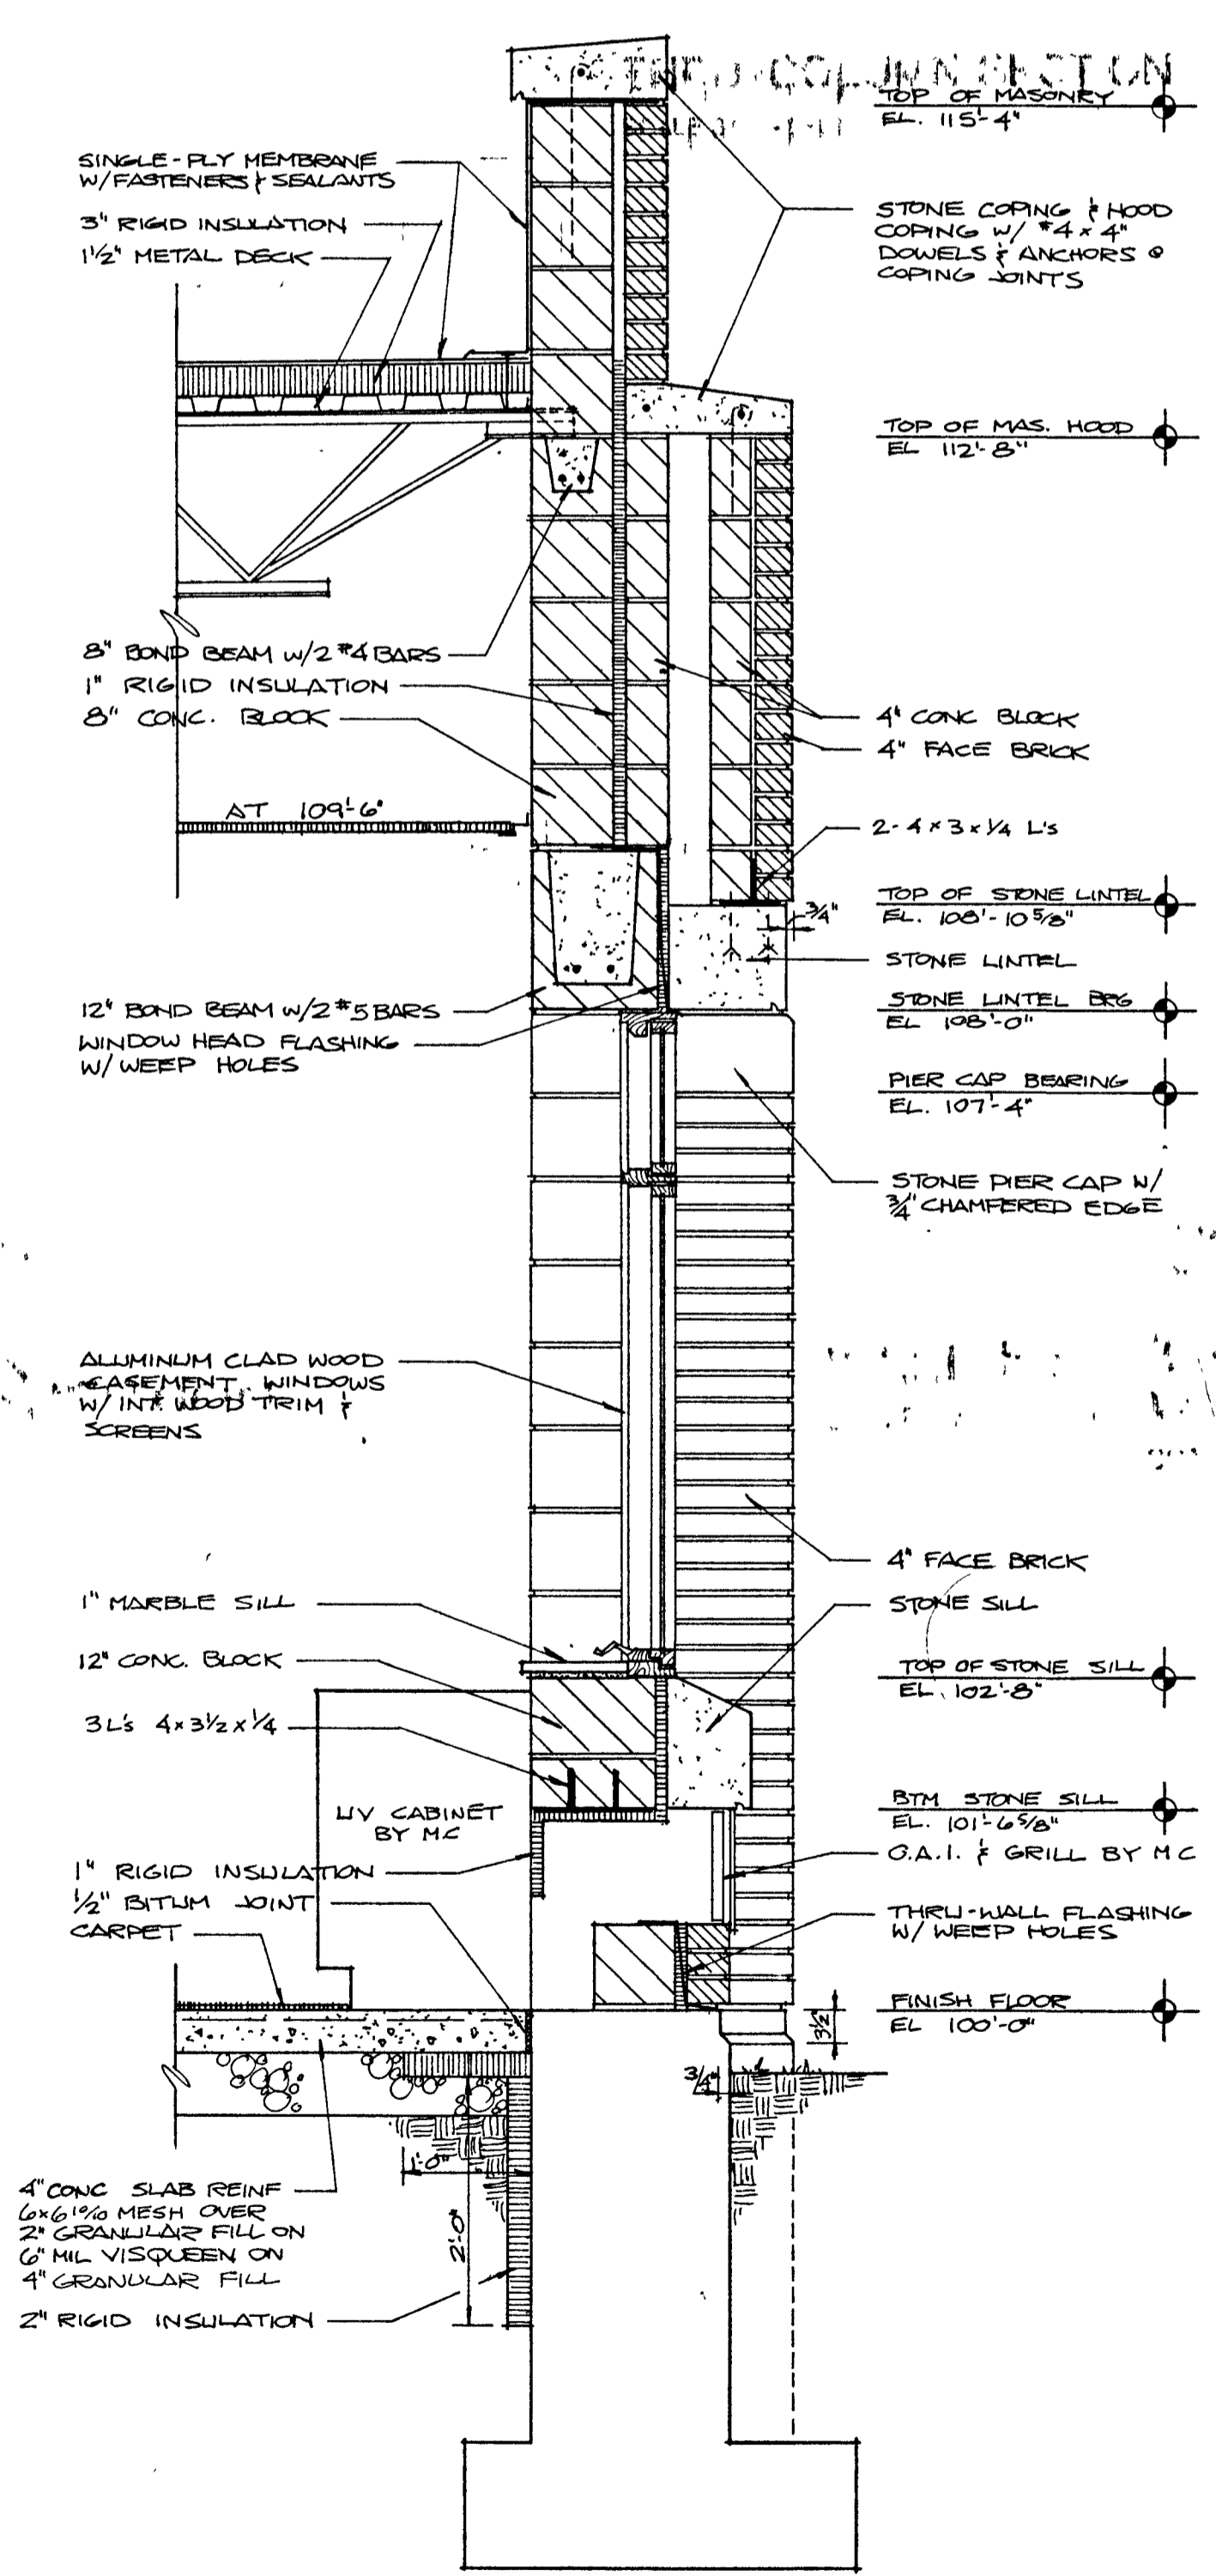 THRU COLUMN SECTION
TOP OF MASONRY
EL. 115'-4"
SINGLE-PLY MEMBRANE
W/FASTENERS & SEALANTS
3" RIGID INSULATION
1½" METAL DECK
STONE COPING & HOOD
COPING W/ #4 x 4"
DOWELS & ANCHORS @
COPING JOINTS
TOP OF MAS. HOOD
EL 112'-8"
8" BOND BEAM W/2 #4 BARS
1" RIGID INSULATION
8" CONC. BLOCK
4" CONC BLOCK
4" FACE BRICK
AT 109'-6"
2-4 x 3 x ¼ L's
TOP OF STONE LINTEL
EL. 108'-10 5/8"
3/4"
STONE LINTEL
12" BOND BEAM W/2 #5 BARS
WINDOW HEAD FLASHING
W/ WEEP HOLES
STONE LINTEL BRG
EL 108'-0"
PIER CAP BEARING
EL. 107'-4"
STONE PIER CAP W/
3/4" CHAMFERED EDGE
ALUMINUM CLAD WOOD
CASEMENT WINDOWS
W/ INT. WOOD TRIM &
SCREENS
4" FACE BRICK
1" MARBLE SILL
STONE SILL
12" CONC. BLOCK
TOP OF STONE SILL
EL. 102'-8"
3 L's 4 x 3½ x ¼
UV CABINET
BY MC
BTM STONE SILL
EL. 101'-6 5/8"
O.A.I. & GRILL BY MC
1" RIGID INSULATION
½" BITUM JOINT
CARPET
THRU-WALL FLASHING
W/ WEEP HOLES
FINISH FLOOR
EL 100'-0"
3½"
3/4"
1'-0"
2'-0"
4" CONC SLAB REINF
6x6 10/10 MESH OVER
2" GRANULAR FILL ON
6" MIL VISQUEEN ON
4" GRANULAR FILL
2" RIGID INSULATION